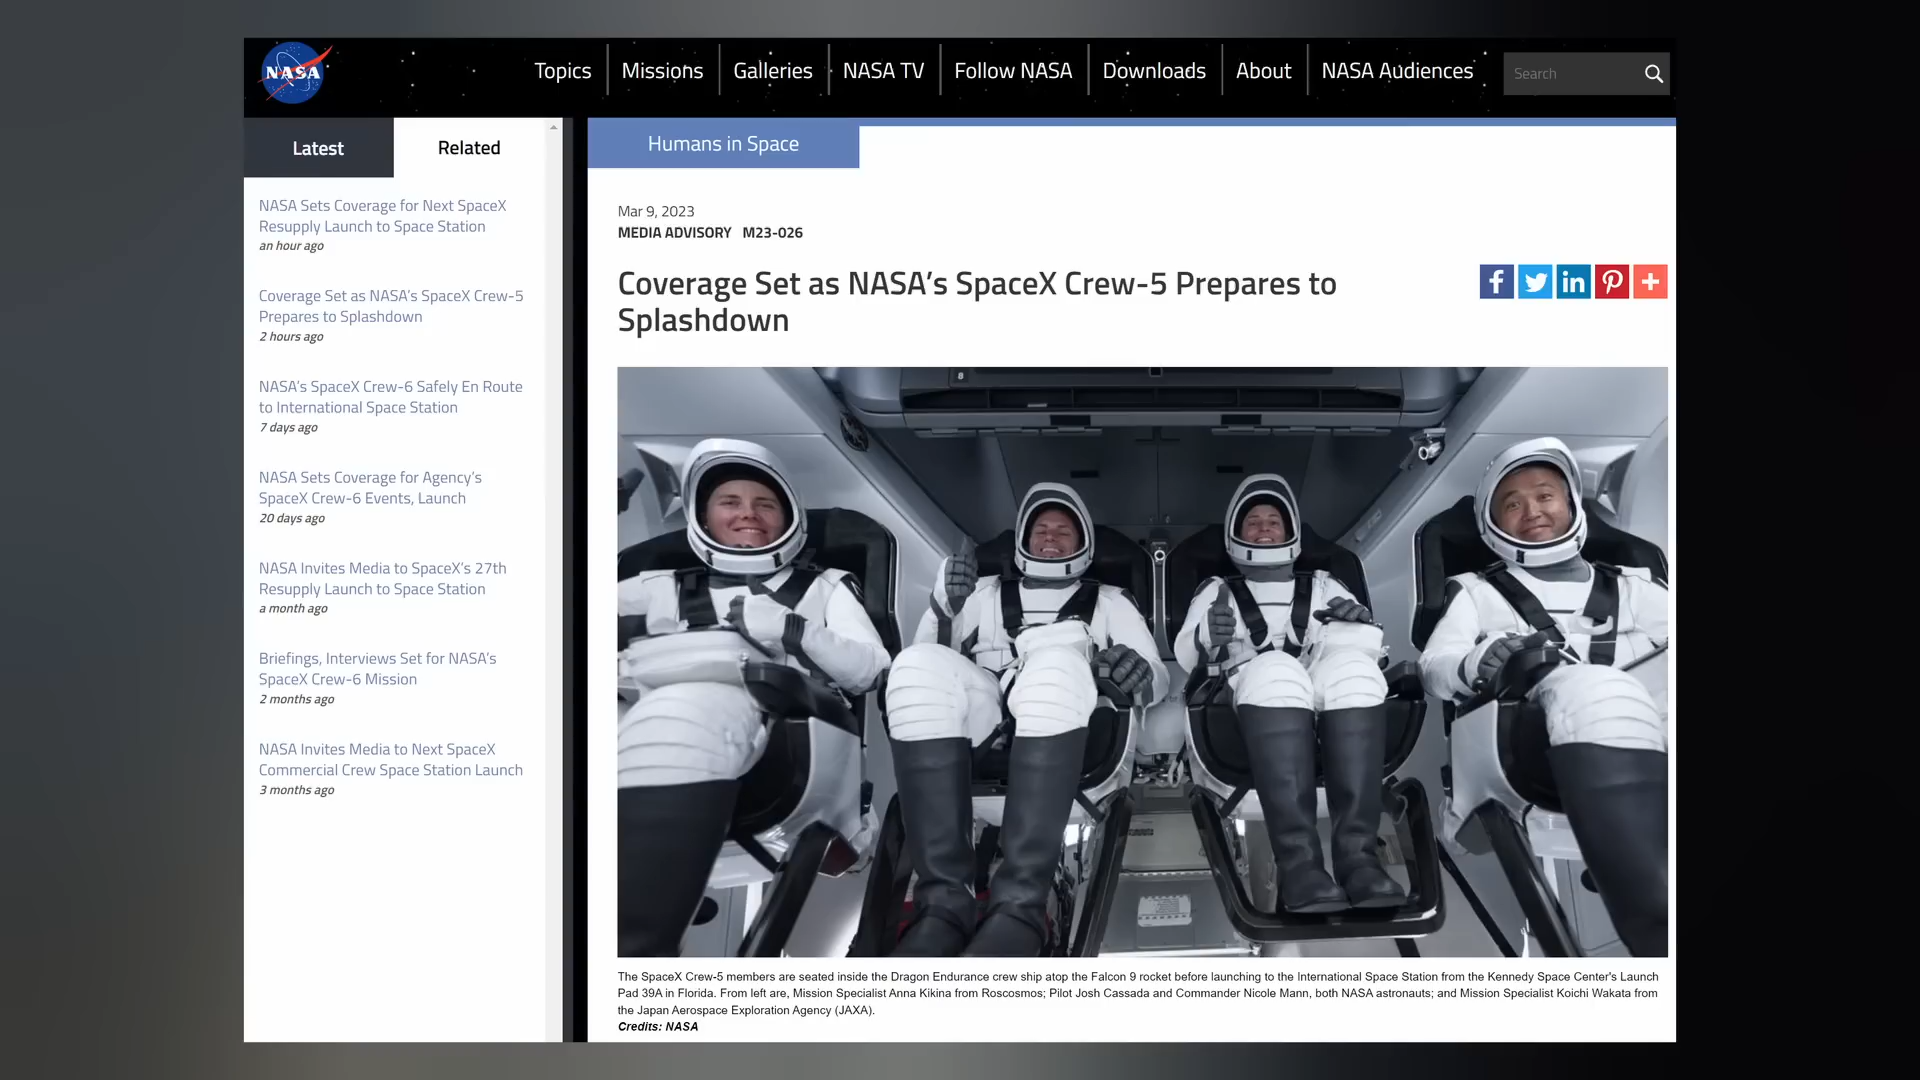 NASA
Topics
Missions
Galleries
NASA TV
Follow NASA
Downloads
About
NASA Audiences
Search
Latest
Related
NASA Sets Coverage for Next SpaceX
Resupply Launch to Space Station
an hour ago
Coverage Set as NASA's SpaceX Crew-5
Prepares to Splashdown
2 hours ago
NASA's SpaceX Crew-6 Safely En Route
to International Space Station
7 days ago
NASA Sets Coverage for Agency's
SpaceX Crew-6 Events, Launch
20 days ago
NASA Invites Media to SpaceX's 27th
Resupply Launch to Space Station
a month ago
Briefings, Interviews Set for NASA's
SpaceX Crew-6 Mission
2 months ago
NASA Invites Media to Next SpaceX
Commercial Crew Space Station Launch
3 months ago
Humans in Space
Mar 9, 2023
MEDIA ADVISORY M23-026
Coverage Set as NASA’s SpaceX Crew-5 Prepares to
Splashdown
The SpaceX Crew-5 members are seated inside the Dragon Endurance crew ship atop the Falcon 9 rocket before launching to the International Space Station from the Kennedy Space Center's Launch
Pad 39A in Florida. From left are, Mission Specialist Anna Kikina from Roscosmos; Pilot Josh Cassada and Commander Nicole Mann, both NASA astronauts; and Mission Specialist Koichi Wakata from
the Japan Aerospace Exploration Agency (JAXA).
Credits: NASA